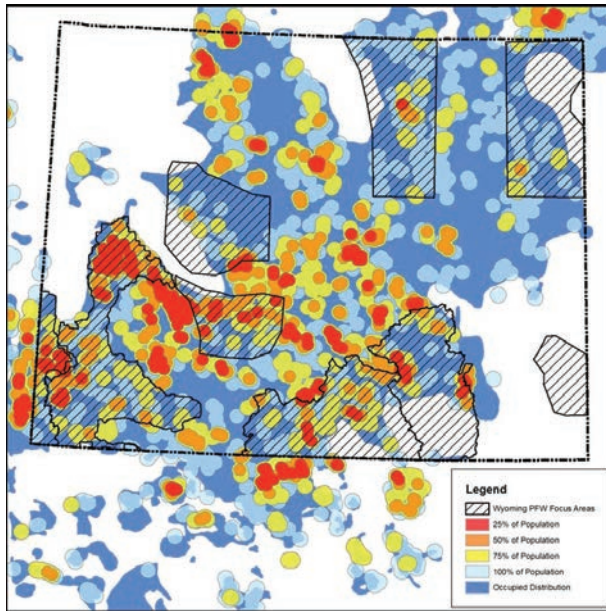 Legend
Wyoming PFW Focus Areas
25% of Population
50% of Population
75% of Population
100% of Population
Occupied Distribution